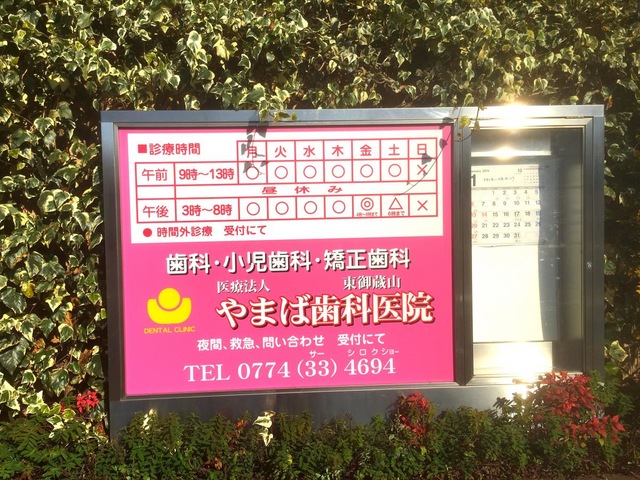 ■診療時間 月 火 水 木 金 土 日
午前 9時～13時 ○ ○ ○ ○ ○ ○ ×
昼休み
午後 3時～8時 ○ ○ ○ ○ ◎ △ ×
● 時間外診療 受付にて
歯科・小児歯科・矯正歯科
医療法人 東御蔵山
やまば歯科医院
DENTAL CLINIC
夜間、救急、問い合わせ 受付にて
サー シロクショー
TEL 0774 (33) 4694
1